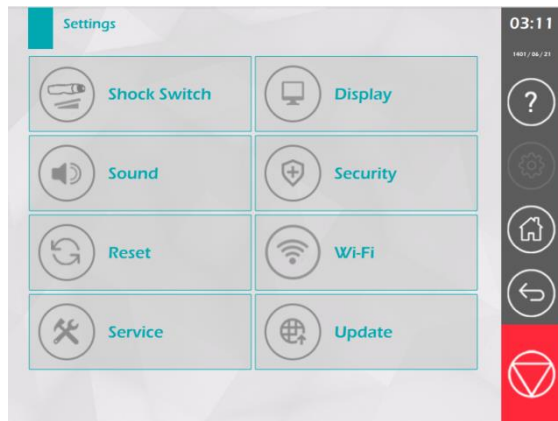 Settings
03:11
1401/06/21
Shock Switch
Display
?
Sound
Security
Reset
Wi-Fi
Service
Update